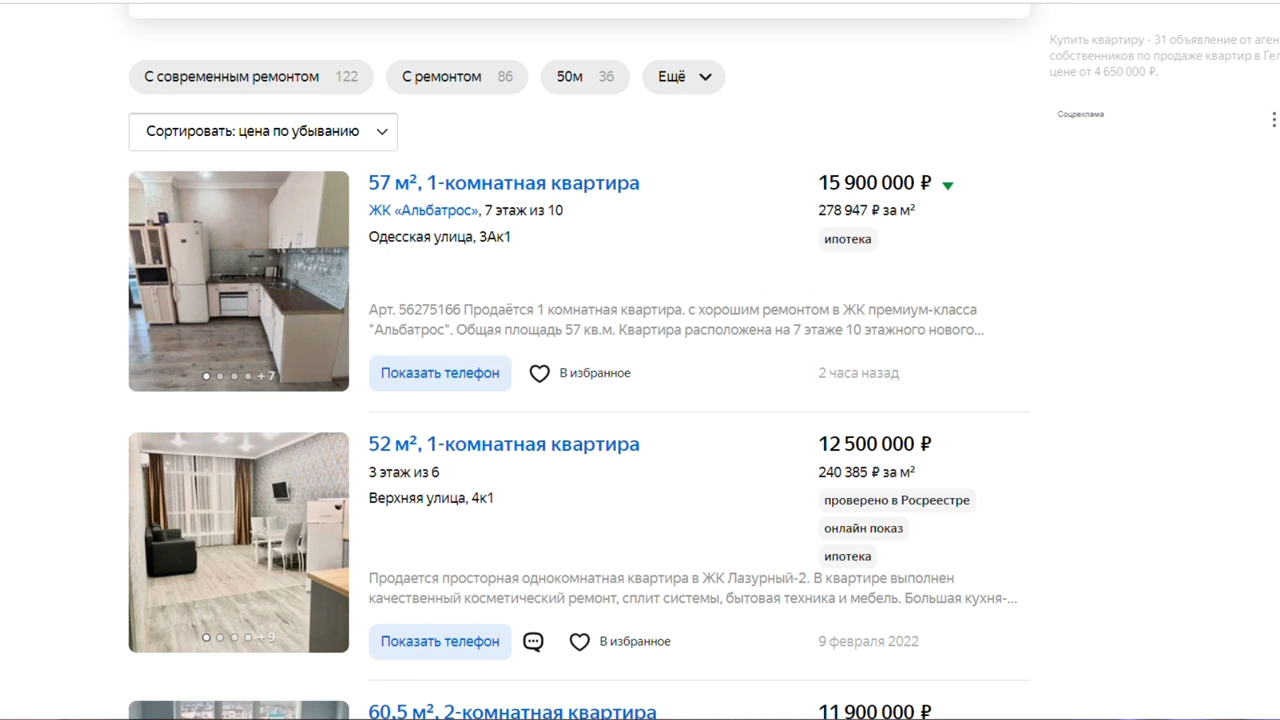 С современным ремонтом 122
С ремонтом 86
50м 36
Ещё
Купить квартиру - 31 объявление от аген
собственников по продаже квартир в Гел
цене от 4 650 000 ₽.
Соцреклама
Сортировать: цена по убыванию
57 м², 1-комнатная квартира
ЖК «Альбатрос», 7 этаж из 10
Одесская улица, 3Ак1
15 900 000 ₽
278 947 ₽ за м²
ипотека
Арт. 56275166 Продаётся 1 комнатная квартира. с хорошим ремонтом в ЖК премиум-класса
"Альбатрос". Общая площадь 57 кв.м. Квартира расположена на 7 этаже 10 этажного нового...
+ 7
Показать телефон
В избранное
2 часа назад
52 м², 1-комнатная квартира
3 этаж из 6
Верхняя улица, 4к1
12 500 000 ₽
240 385 ₽ за м²
проверено в Росреестре
онлайн показ
ипотека
Продается просторная однокомнатная квартира в ЖК Лазурный-2. В квартире выполнен
качественный косметический ремонт, сплит системы, бытовая техника и мебель. Большая кухня-...
+ 9
Показать телефон
В избранное
9 февраля 2022
60,5 м², 2-комнатная квартира
11 900 000 ₽